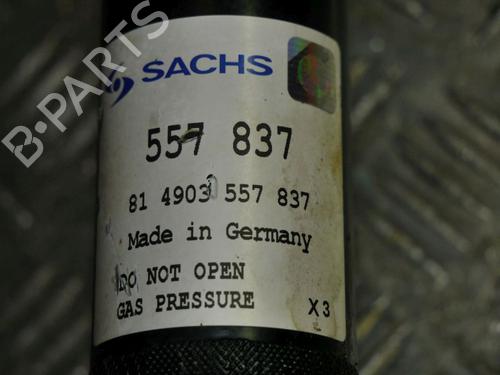 B-PARTS
SACHS
557 837
81 4903 557 837
Made in Germany
DO NOT OPEN
GAS PRESSURE X3